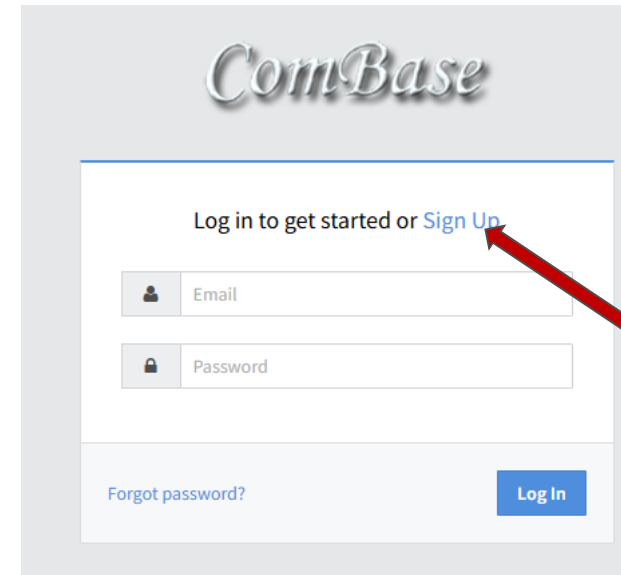 ComBase
Log in to get started or Sign Up
Email
Password
Forgot password?
Log In